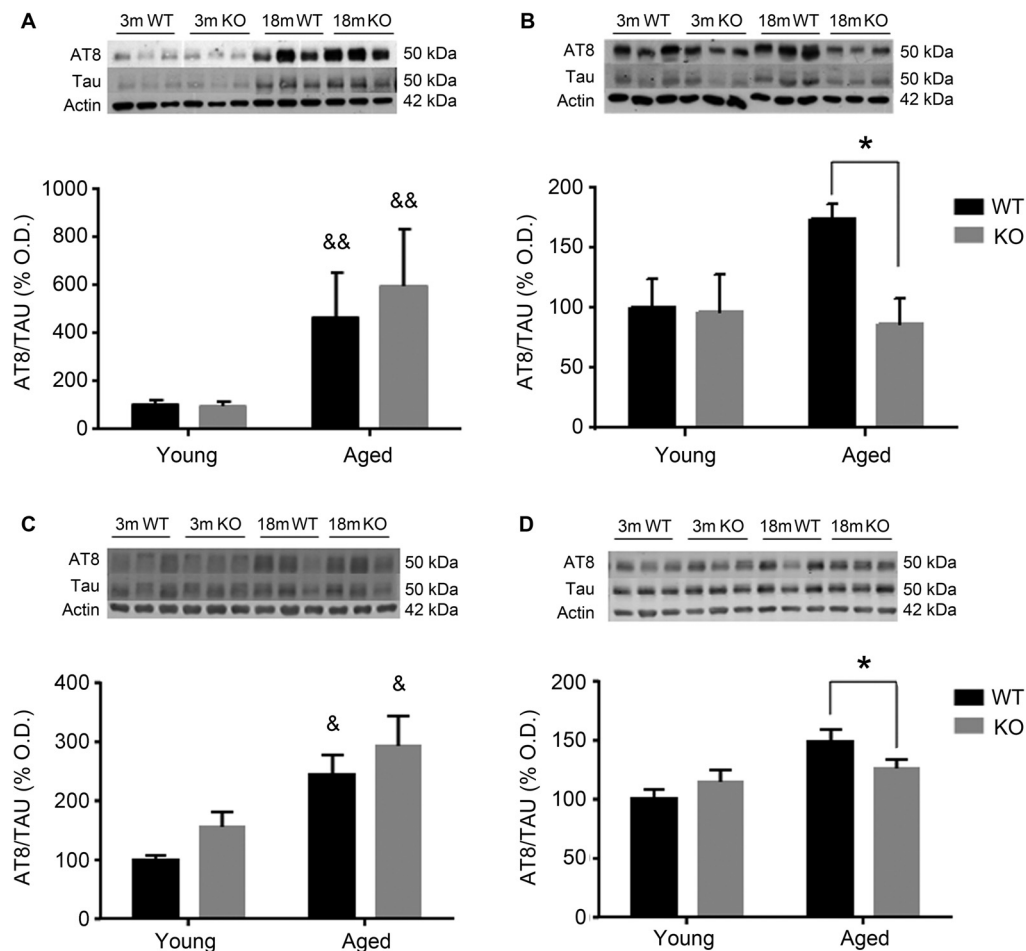 A
3m WT 3m KO 18m WT 18m KO
AT8 50 kDa
Tau 50 kDa
Actin 42 kDa
AT8/TAU (% O.D.)
1000
800
600
400
200
0
&& &&
Young Aged
B
3m WT 3m KO 18m WT 18m KO
AT8 50 kDa
Tau 50 kDa
Actin 42 kDa
AT8/TAU (% O.D.)
200
150
100
50
0
*
Young Aged
WT
KO
C
3m WT 3m KO 18m WT 18m KO
AT8 50 kDa
Tau 50 kDa
Actin 42 kDa
AT8/TAU (% O.D.)
400
300
200
100
0
& &
Young Aged
D
3m WT 3m KO 18m WT 18m KO
AT8 50 kDa
Tau 50 kDa
Actin 42 kDa
AT8/TAU (% O.D.)
200
150
100
50
0
*
Young Aged
WT
KO